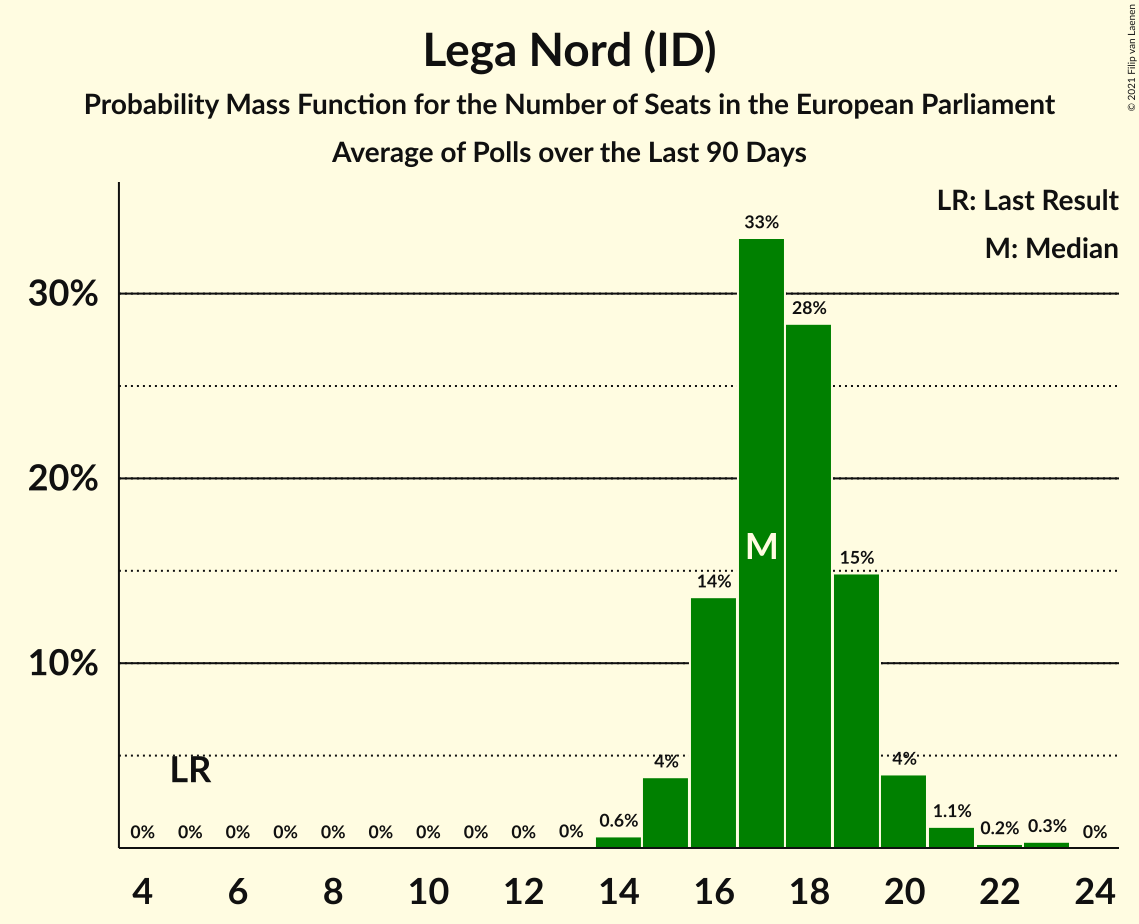 Lega Nord (ID)
Probability Mass Function for the Number of Seats in the European Parliament
Average of Polls over the Last 90 Days
© 2021 Filip van Laenen
LR: Last Result
M: Median
33%
30%
28%
20%
M
15%
14%
10%
LR
4%
4%
0% 0% 0% 0% 0% 0% 0% 0% 0% 0% 0.6% 1.1% 0.2% 0.3% 0%
4 6 8 10 12 14 16 18 20 22 24